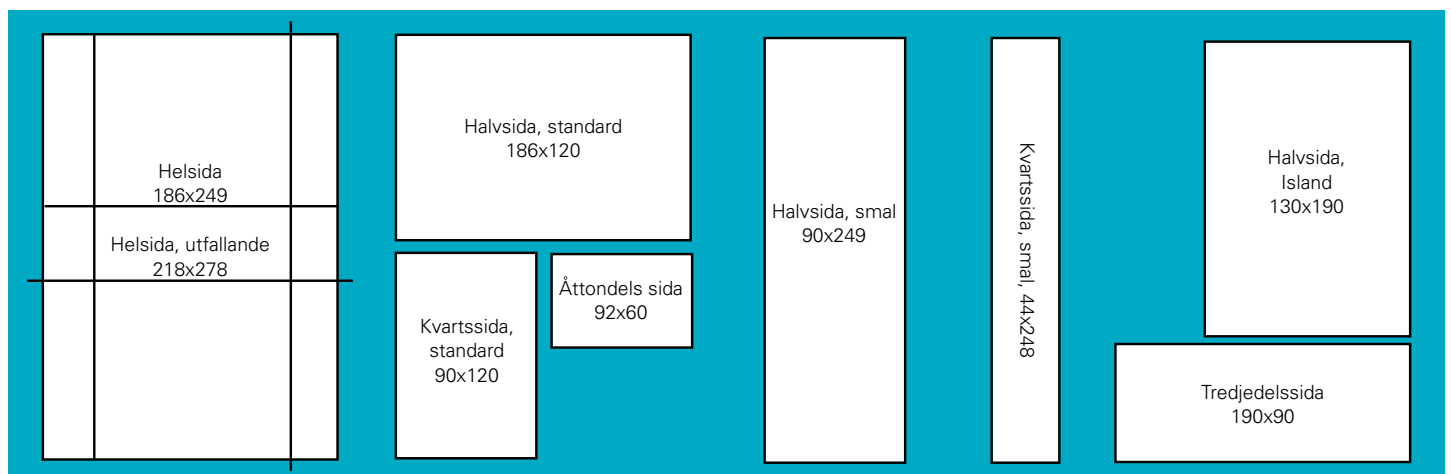 Helsida
186x249
Helsida, utfallande
218x278
Halvsida, standard
186x120
Kvartssida,
standard
90x120
Åttondels sida
92x60
Halvsida, smal
90x249
Kvartssida, smal, 44x248
Halvsida,
Island
130x190
Tredjedelssida
190x90